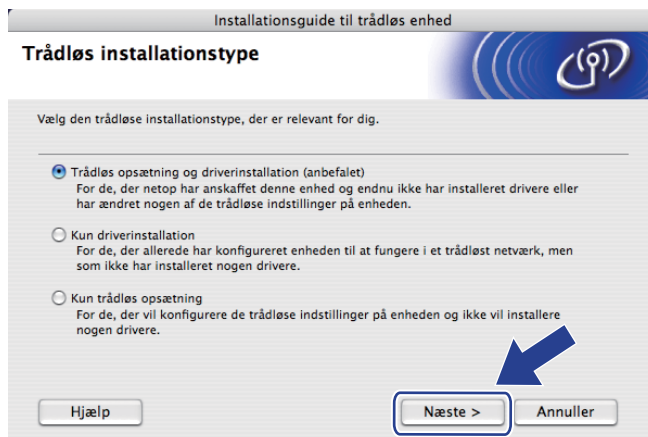 Installationsguide til trådløs enhed
Trådløs installationstype
Vælg den trådløse installationstype, der er relevant for dig.
Trådløs opsætning og driverinstallation (anbefalet)
For de, der netop har anskaffet denne enhed og endnu ikke har installeret drivere eller
har ændret nogen af de trådløse indstillinger på enheden.
Kun driverinstallation
For de, der allerede har konfigureret enheden til at fungere i et trådløst netværk, men
som ikke har installeret nogen drivere.
Kun trådløs opsætning
For de, der vil konfigurere de trådløse indstillinger på enheden og ikke vil installere
nogen drivere.
Hjælp
Næste >
Annuller